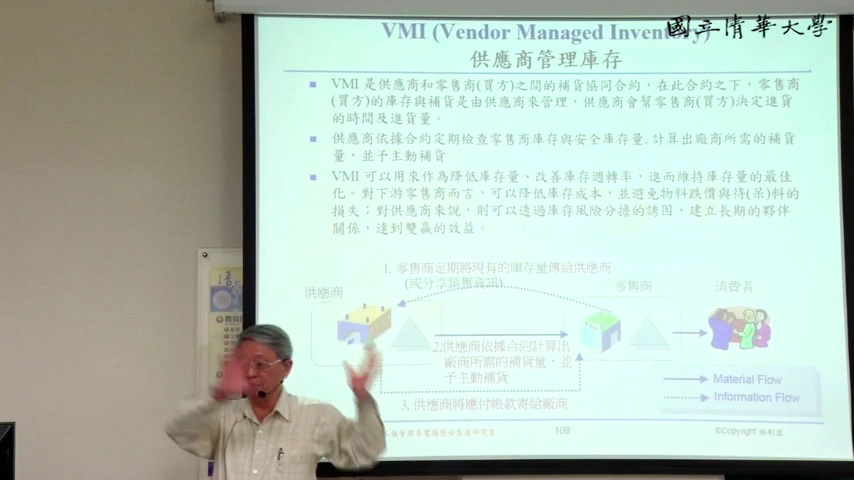 VMI (Vendor Managed Inventory)
國立清華大學
供應商管理庫存
VMI 是供應商和零售商(買方)之間的補貨協同合約，在此合約之下，零售商
(買方)的庫存與補貨是由供應商來管理，供應商會幫零售商(買方)決定進貨
的時間及進貨量。
供應商依據合約定期檢查零售商庫存與安全庫存量，計算出廠商所需的補貨
量，並予主動補貨
VMI 可以用來作為降低庫存量、改善庫存週轉率，進而維持庫存量的最佳
化。對下游零售商而言，可以降低庫存成本，並避免物料跌價與待(呆)料的
損失；對供應商來說，則可以透過庫存風險分擔的誘因，建立長期的夥伴
關係，達到雙贏的效益。
1. 零售商定期將現有的庫存量傳給供應商
(或分享銷售資訊)
供應商
零售商
消費者
2.供應商依據合約計算出
廠商所需的補貨量，並
予主動補貨
3. 供應商將應付帳款寄給廠商
Material Flow
Information Flow
108
©Copyright